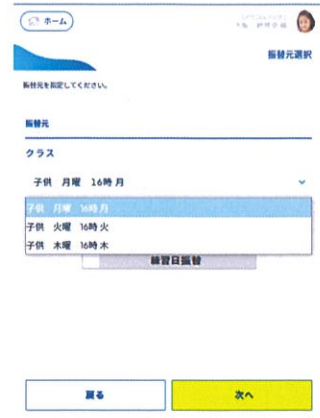 ホーム
振替元選択
振替元を指定してください。
振替元
クラス
子供 月曜 16時 月
子供 月曜 16時 月
子供 火曜 16時 火
子供 木曜 16時 木
練習日振替
戻る
次へ